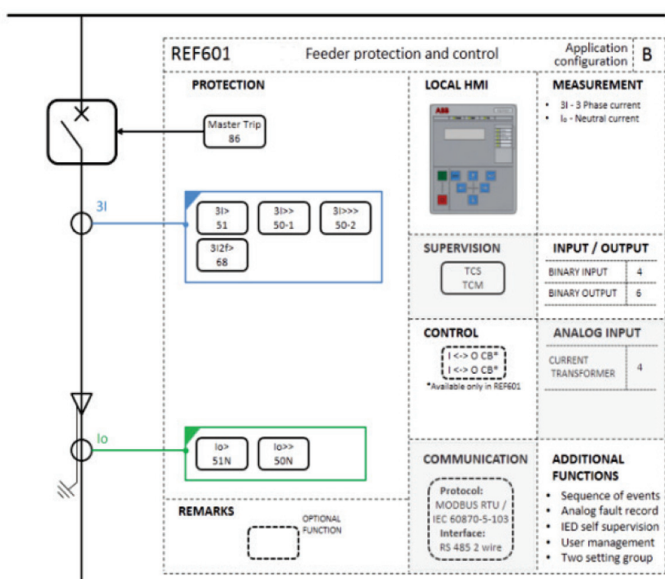 REF601
Feeder protection and control
Application
configuration
B
PROTECTION
Master Trip
86
3I
3I>
51
3I>>
50-1
3I>>>
50-2
3I2f>
68
Io
Io>
51N
Io>>
50N
REMARKS
OPTIONAL
FUNCTION
LOCAL HMI
ABB
SUPERVISION
TCS
TCM
CONTROL
I <-> O CB*
I <-> O CB*
*Available only in REF601
COMMUNICATION
Protocol:
MODBUS RTU /
IEC 60870-5-103
Interface:
RS 485 2 wire
MEASUREMENT
• 3I - 3 Phase current
• I₀ - Neutral current
INPUT / OUTPUT
BINARY INPUT 4
BINARY OUTPUT 6
ANALOG INPUT
CURRENT
TRANSFORMER 4
ADDITIONAL
FUNCTIONS
• Sequence of events
• Analog fault record
• IED self supervision
• User management
• Two setting group